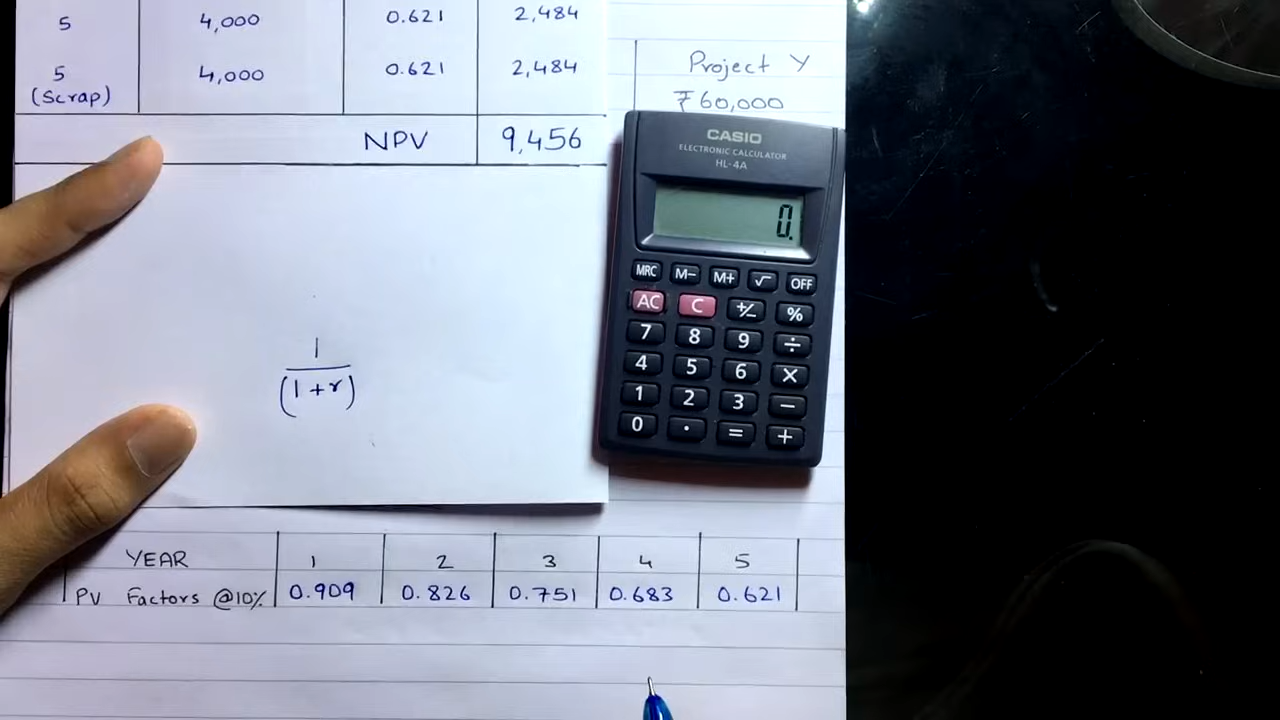 5 4,000 0.621 2,484
5 4,000 0.621 2,484
(Scrap)
NPV 9,456
Project Y
₹60,000
CASIO
ELECTRONIC CALCULATOR
HL-4A
0.
MRC M− M+ √ OFF
AC C +/− %
7 8 9 ÷
4 5 6 ×
1 2 3 −
0 · = +
1
(1+r)
YEAR 1 2 3 4 5
PV Factors @10% 0.909 0.826 0.751 0.683 0.621